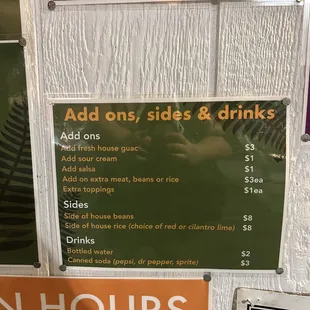 Add ons, sides & drinks
Add ons
Add fresh house guac $3
Add sour cream $1
Add salsa $1
Add on extra meat, beans or rice $3ea
Extra toppings $1ea
Sides
Side of house beans $8
Side of house rice (choice of red or cilantro lime) $8
Drinks
Bottled water $2
Canned soda (pepsi, dr pepper, sprite) $3
N HOURS